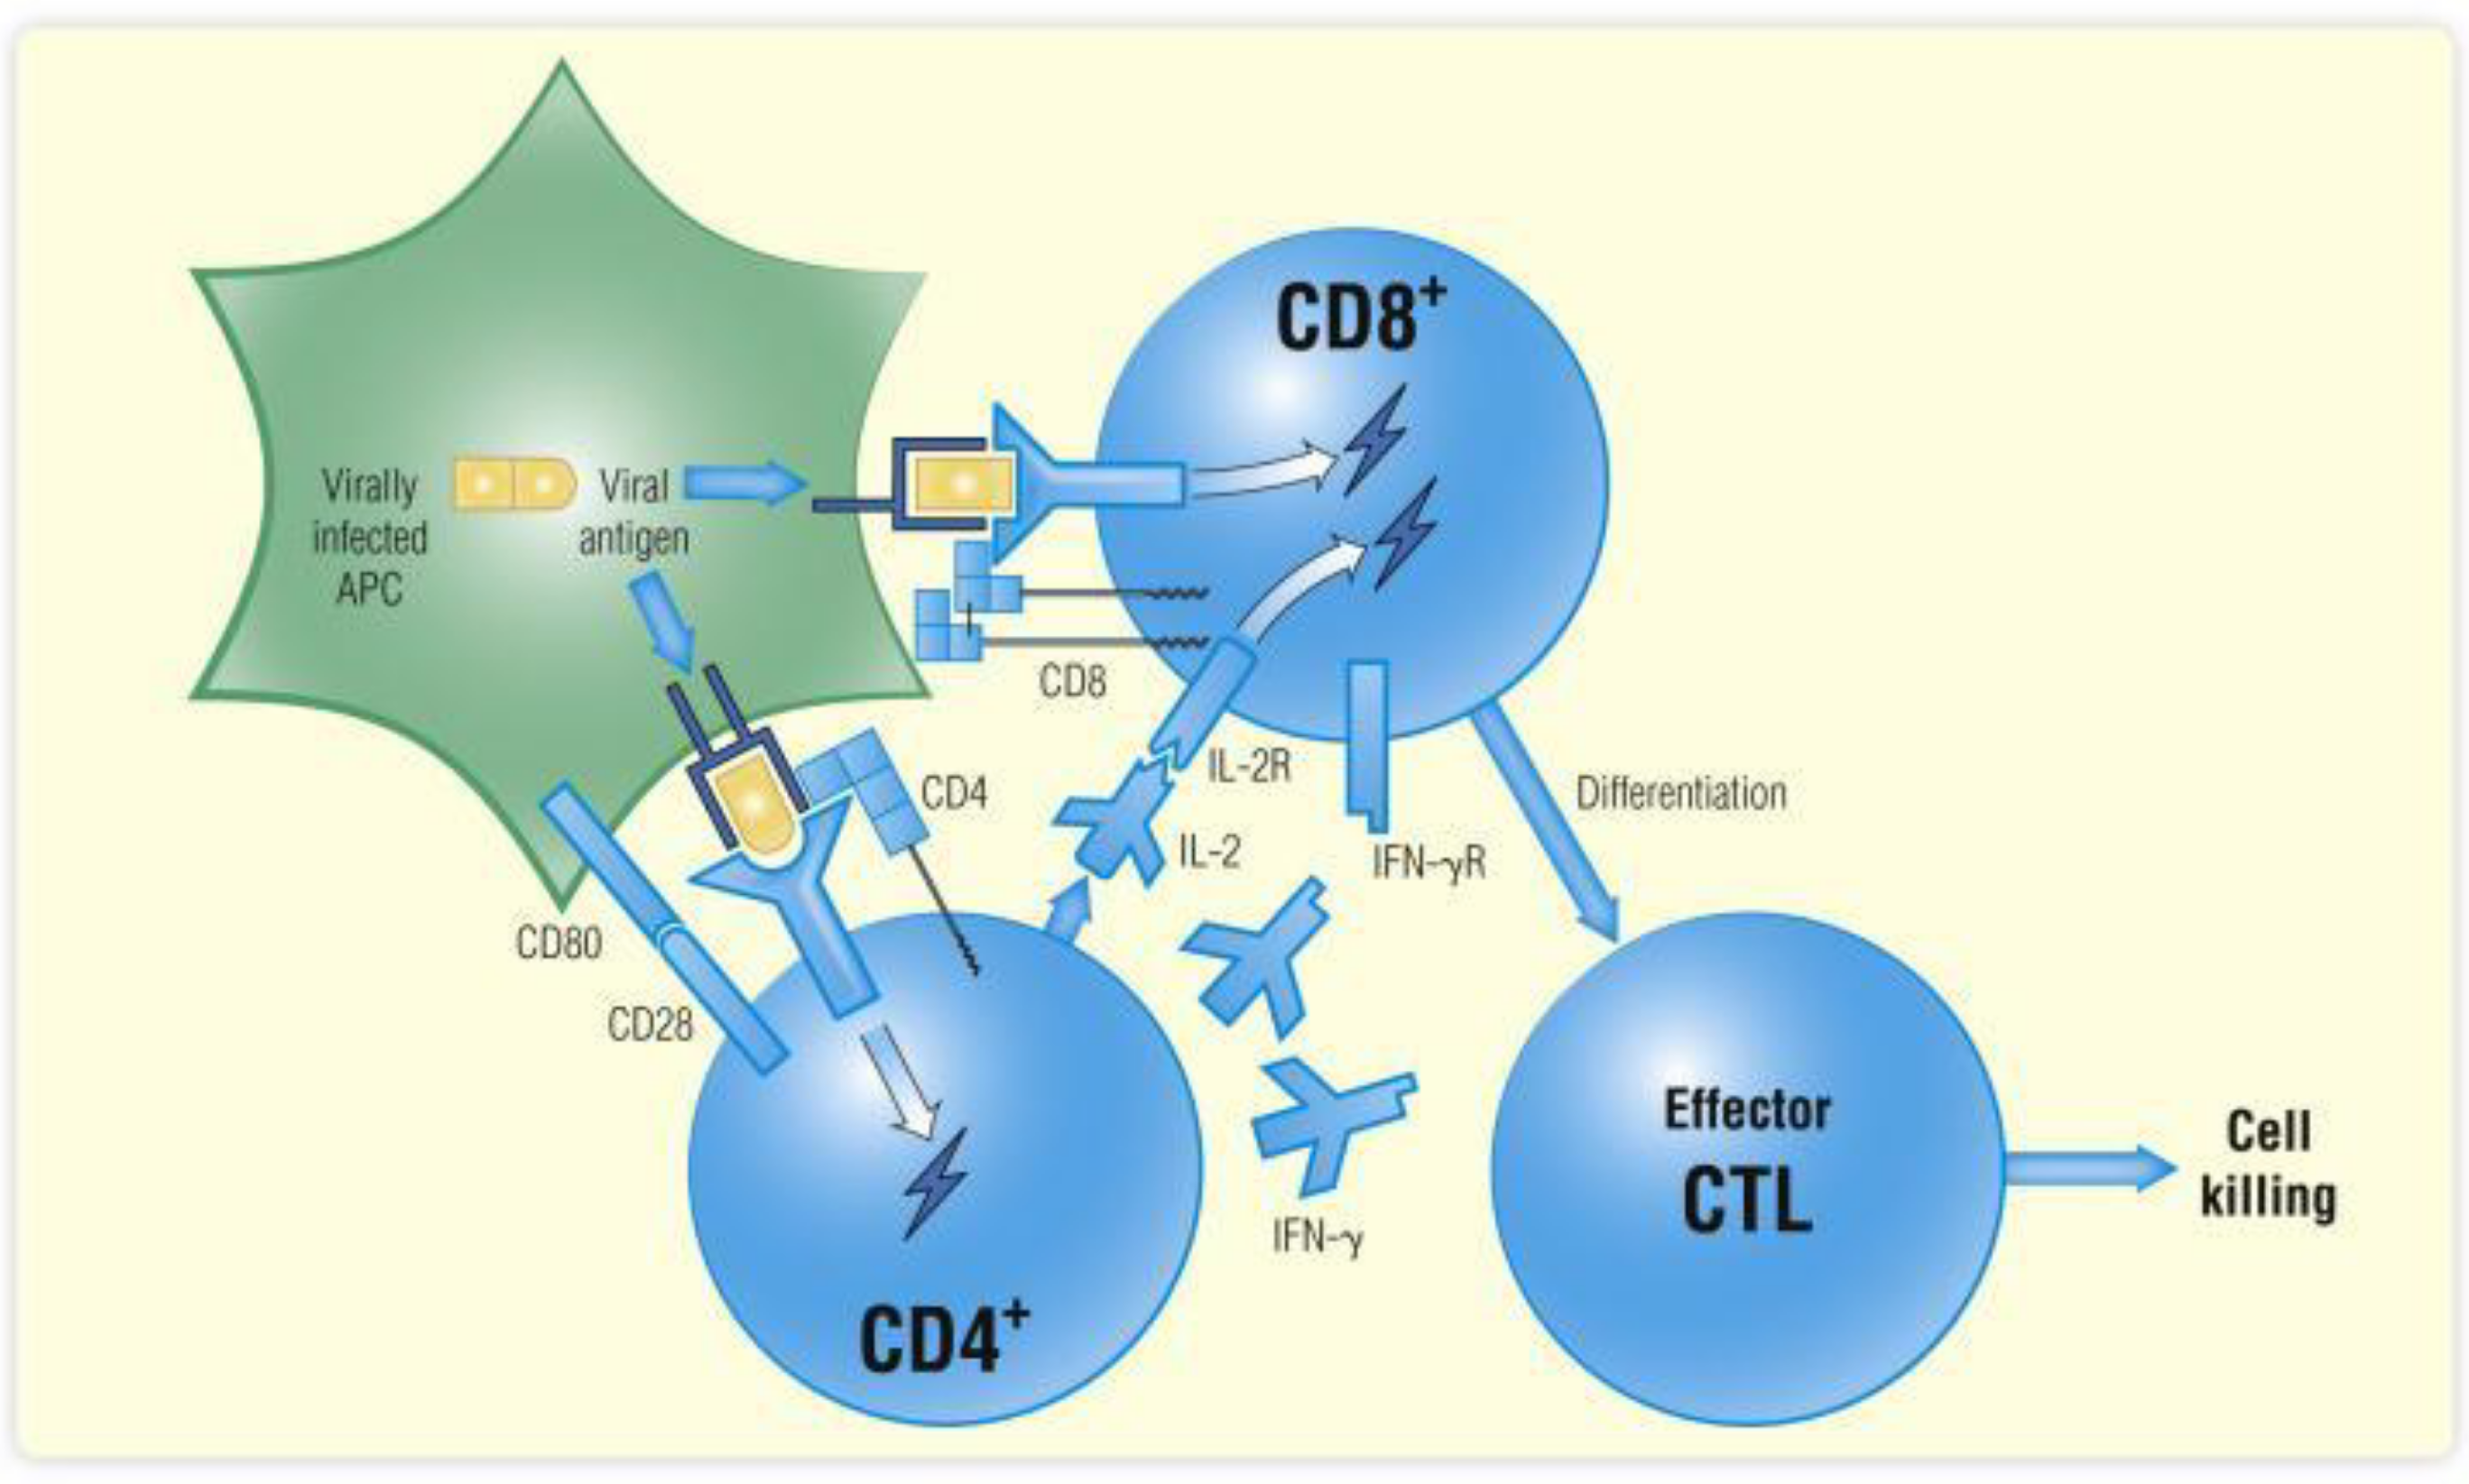 CD8⁺
Virally
infected
APC
Viral
antigen
CD8
CD4
IL-2R
IL-2
IFN-γR
Differentiation
CD80
CD28
IFN-γ
CD4⁺
Effector
CTL
Cell
killing